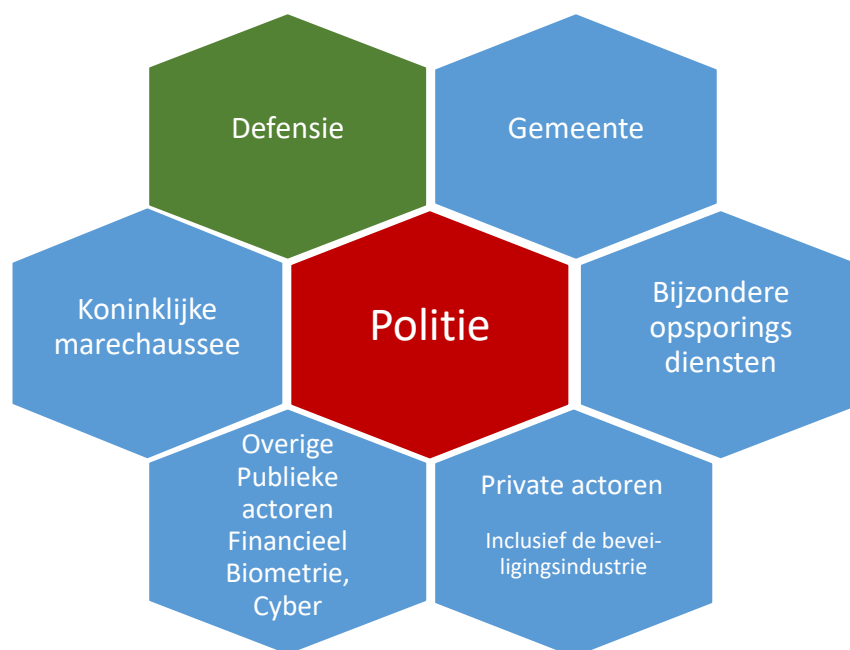 Defensie
Gemeente
Koninklijke
marechaussee
Politie
Bijzondere
opsporings
diensten
Overige
Publieke
actoren
Financieel
Biometrie,
Cyber
Private actoren
Inclusief de bevei-
ligingsindustrie